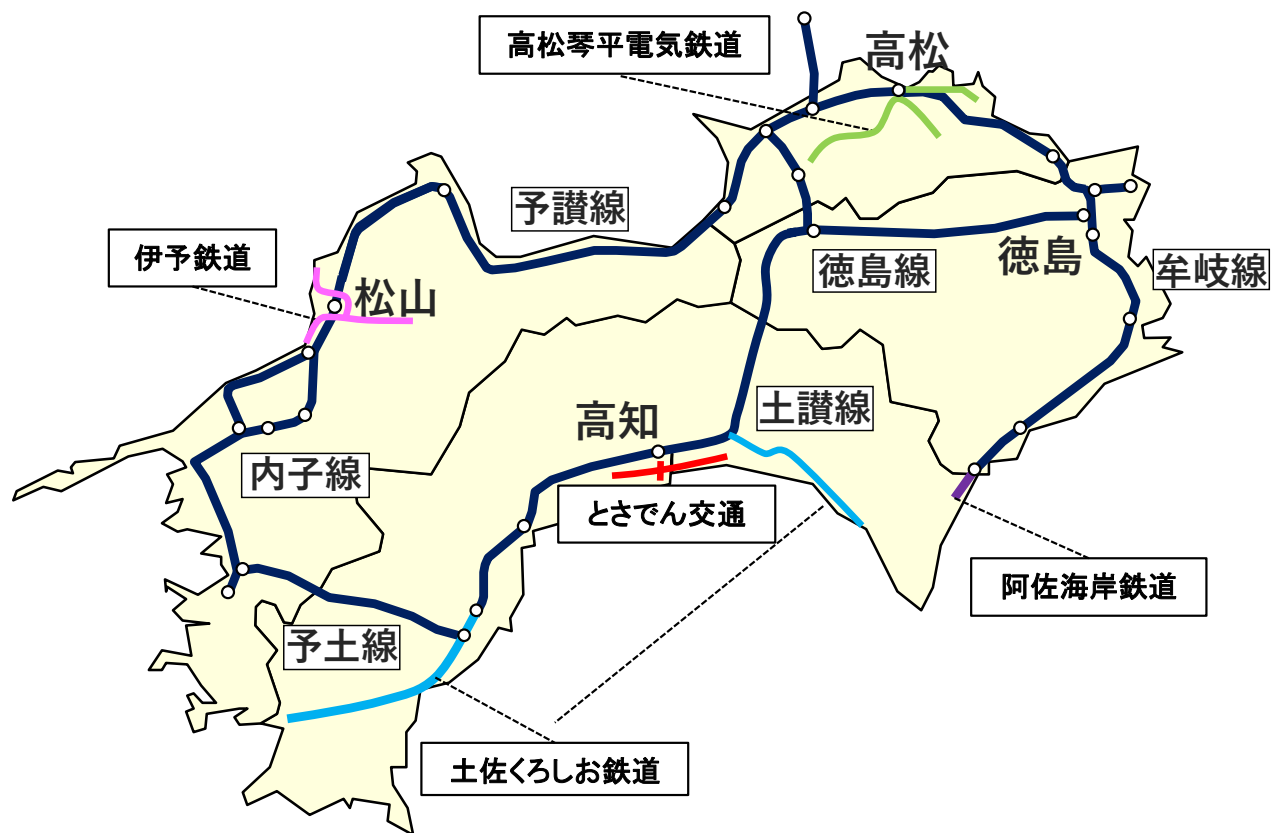 高松琴平電気鉄道
高松
予讃線
伊予鉄道
松山
徳島線
徳島
牟岐線
土讃線
高知
内子線
とさでん交通
阿佐海岸鉄道
予土線
土佐くろしお鉄道